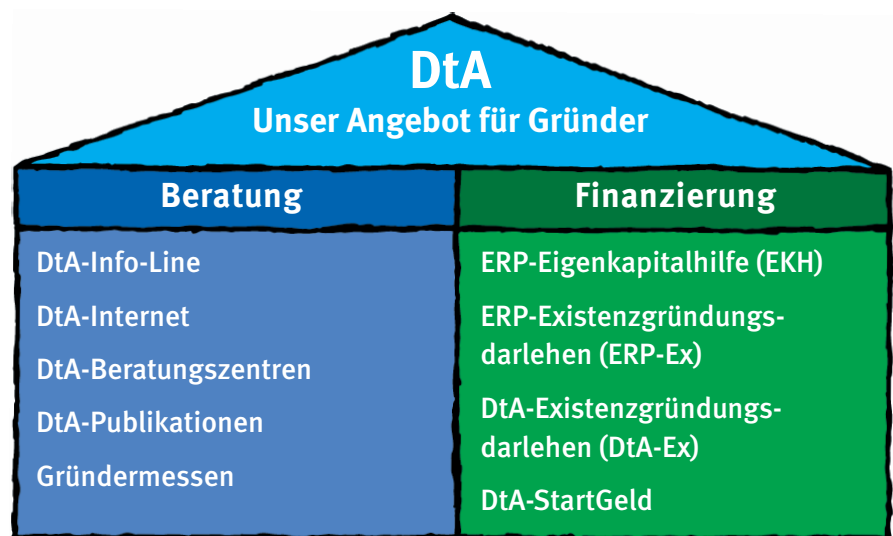 DtA
Unser Angebot für Gründer
Beratung
DtA-Info-Line
DtA-Internet
DtA-Beratungszentren
DtA-Publikationen
Gründermessen
Finanzierung
ERP-Eigenkapitalhilfe (EKH)
ERP-Existenzgründungs-
darlehen (ERP-Ex)
DtA-Existenzgründungs-
darlehen (DtA-Ex)
DtA-StartGeld